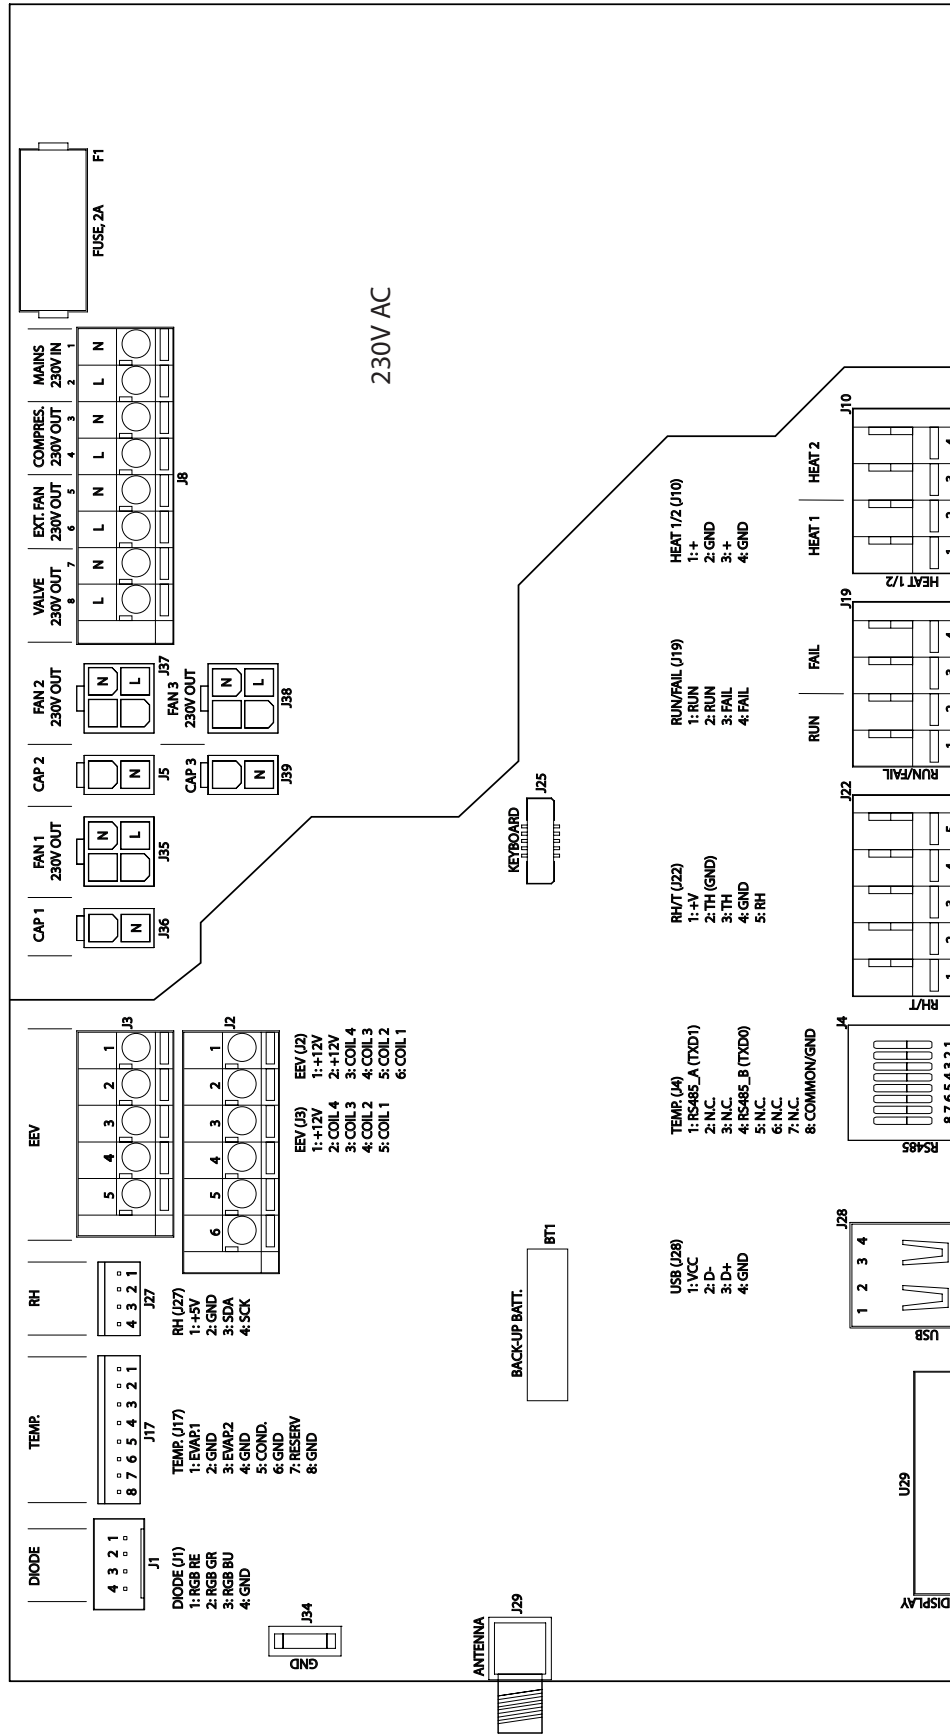 DIODE
TEMP.
RH
EEV
CAP 1
FAN 1
230V OUT
CAP 2
FAN 2
230V OUT
VALVE
230V OUT
EXT. FAN
230V OUT
COMPRES.
230V OUT
MAINS
230V IN
8 7 6 5 4 3 2 1
L N L N L N L N
J8
FUSE, 2A
F1
4 3 2 1
J1
8 7 6 5 4 3 2 1
J17
4 3 2 1
J27
5 4 3 2 1
J3
6 5 4 3 2 1
J2
N
J36
N
L
J35
N
J5
N
L
J37
CAP 3
N
J39
FAN 3
230V OUT
N
L
J38
230V AC
DIODE (J1)
1: RGB RE
2: RGB GR
3: RGB BU
4: GND
TEMP. (J17)
1: EVAP.1
2: GND
3: EVAP.2
4: GND
5: COND.
6: GND
7: RESERV
8: GND
RH (J27)
1: +5V
2: GND
3: SDA
4: SCK
EEV (J3)
1: +12V
2: COIL 4
3: COIL 3
4: COIL 2
5: COIL 1
EEV (J2)
1: +12V
2: +12V
3: COIL 4
4: COIL 3
5: COIL 2
6: COIL 1
GND
J34
ANTENNA
J29
BACK-UP BATT.
BT1
KEYBOARD
J25
USB (J28)
1: VCC
2: D-
3: D+
4: GND
TEMP. (J4)
1: RS485_A (TXD1)
2: N.C.
3: N.C.
4: RS485_B (TXD0)
5: N.C.
6: N.C.
7: N.C.
8: COMMON/GND
RH/T (J22)
1: +V
2: TH (GND)
3: TH
4: GND
5: RH
RUN/FAIL (J19)
1: RUN
2: RUN
3: FAIL
4: FAIL
HEAT 1/2 (J10)
1: +
2: GND
3: +
4: GND
DISPLAY
U29
USB
J28
1 2 3 4
RS485
J4
8 7 6 5 4 3 2 1
RH/T
J22
1 2 3 4 5
RUN/FAIL
J19
RUN
FAIL
1 2 3 4
HEAT 1/2
J10
HEAT 1
HEAT 2
1 2 3 4